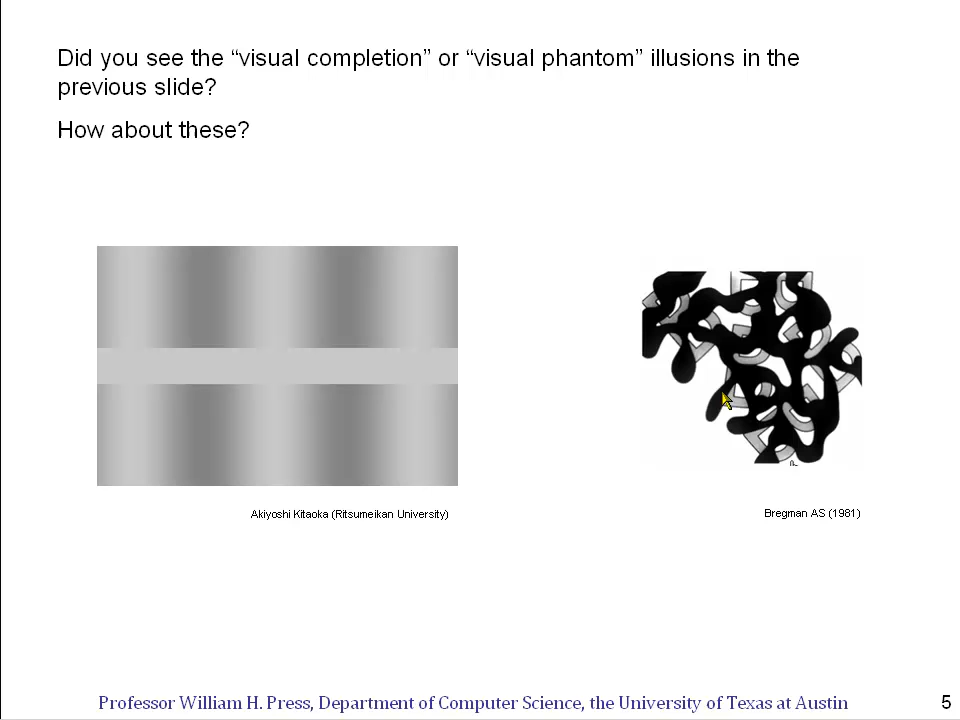 Did you see the “visual completion” or “visual phantom” illusions in the
previous slide?
How about these?
Akiyoshi Kitaoka (Ritsumeikan University)
Bregman AS (1981)
Professor William H. Press, Department of Computer Science, the University of Texas at Austin
5